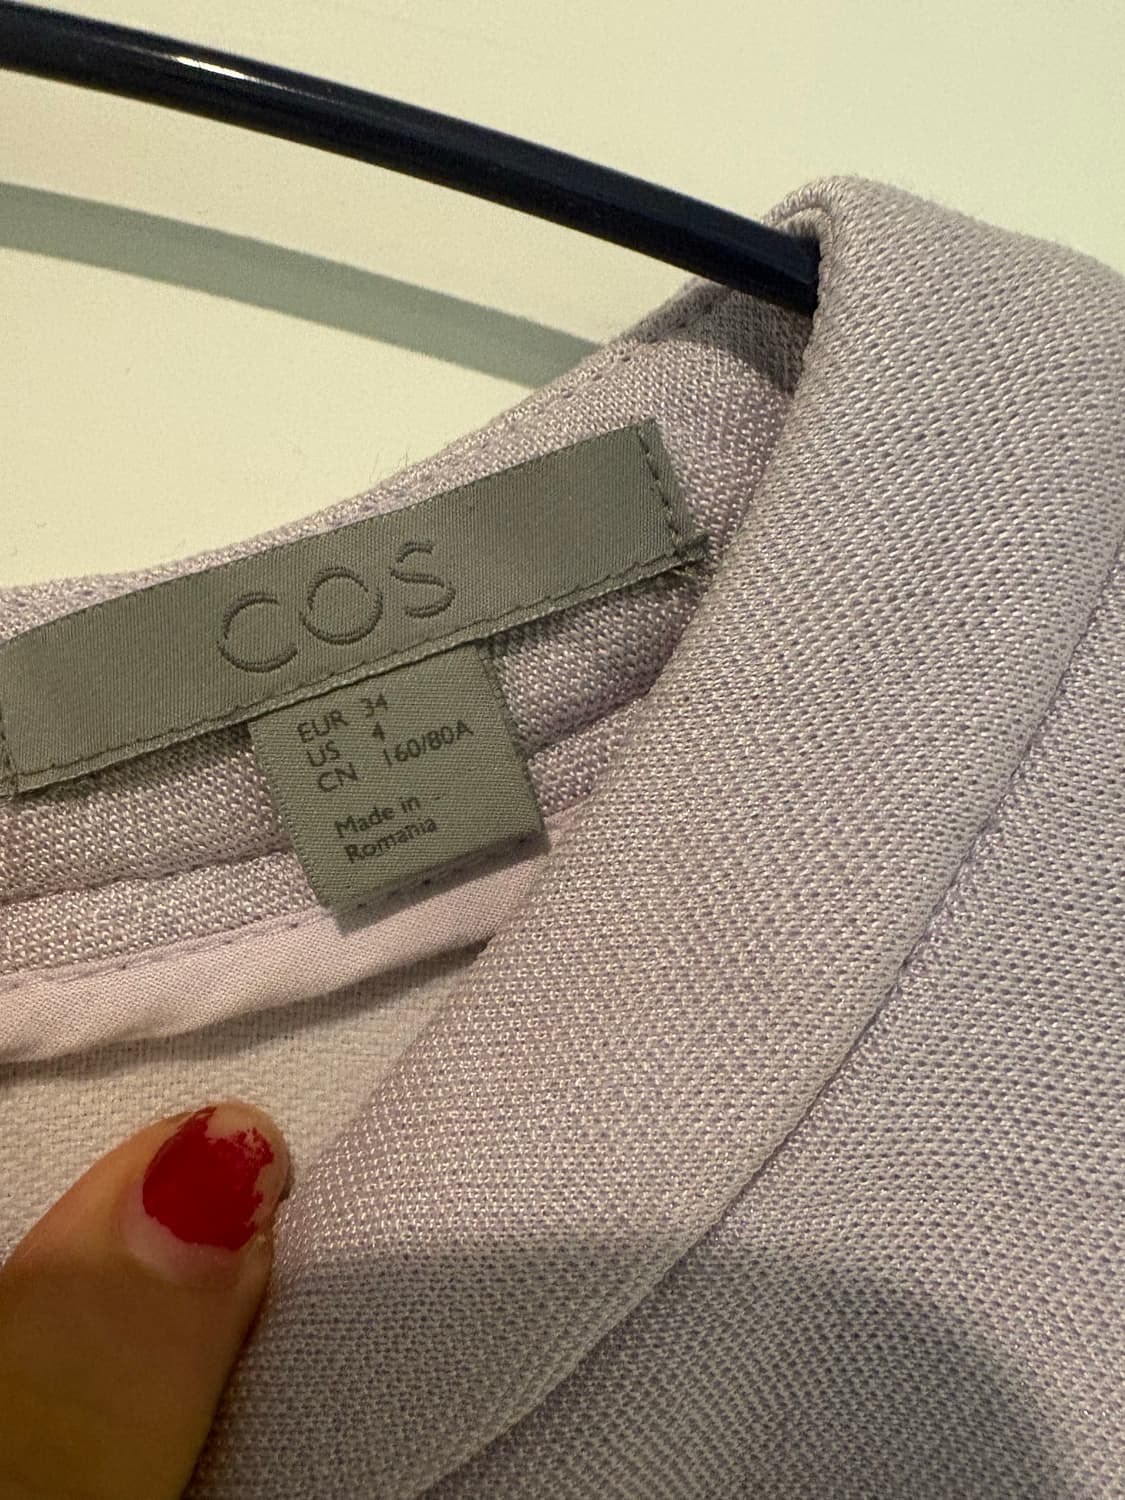 COS
EUR 34
US 4
CN 160/80A
Made in
Romania